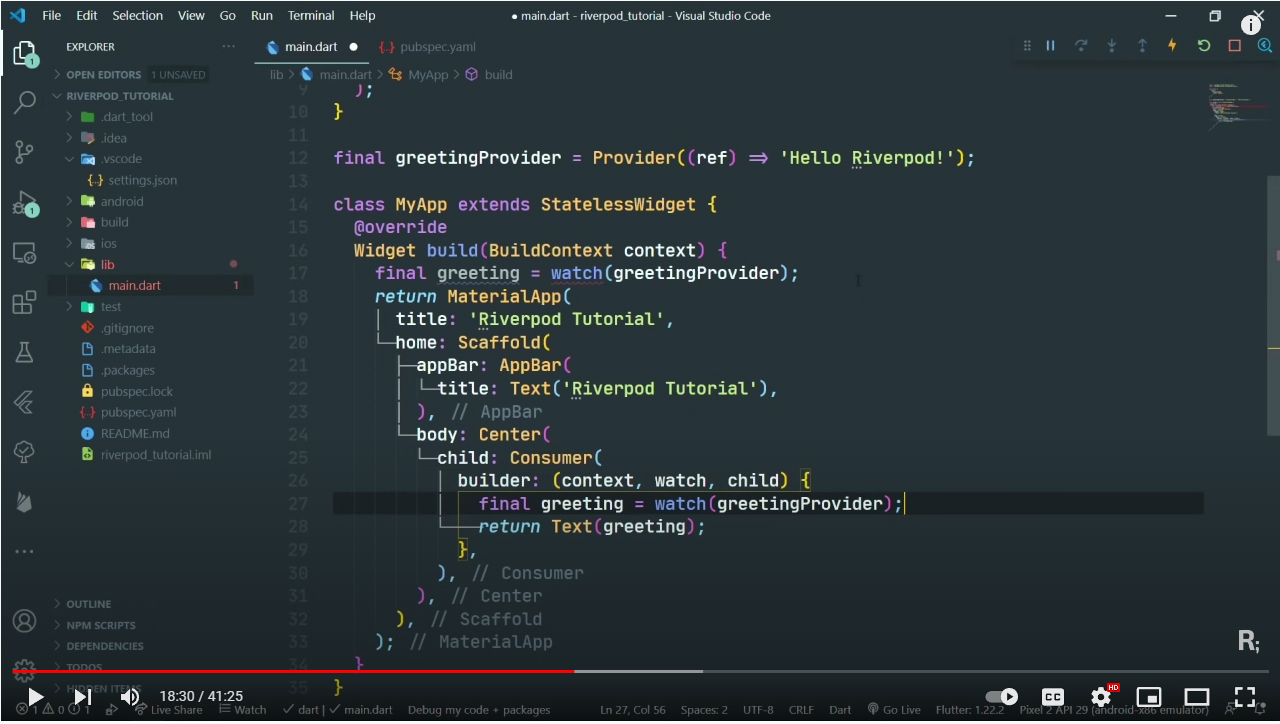 File Edit Selection View Go Run Terminal Help
● main.dart - riverpod_tutorial - Visual Studio Code
EXPLORER
main.dart
pubspec.yaml
OPEN EDITORS 1 UNSAVED
lib > main.dart > MyApp > build
RIVERPOD_TUTORIAL
.dart_tool
.idea
.vscode
settings.json
android
build
ios
lib
main.dart 1
test
.gitignore
.metadata
.packages
pubspec.lock
pubspec.yaml
README.md
riverpod_tutorial.iml
OUTLINE
NPM SCRIPTS
DEPENDENCIES
TODOS
HIDDEN ITEMS
9 );
10 }
11
12 final greetingProvider = Provider((ref) => 'Hello Riverpod!');
13
14 class MyApp extends StatelessWidget {
15 @override
16 Widget build(BuildContext context) {
17 final greeting = watch(greetingProvider);
18 return MaterialApp(
19 title: 'Riverpod Tutorial',
20 home: Scaffold(
21 appBar: AppBar(
22 title: Text('Riverpod Tutorial'),
23 ), // AppBar
24 body: Center(
25 child: Consumer(
26 builder: (context, watch, child) {
27 final greeting = watch(greetingProvider);
28 return Text(greeting);
29 },
30 ), // Consumer
31 ), // Center
32 ), // Scaffold
33 ); // MaterialApp
34 }
35 }
R;
18:30 / 41:25
HD
CC
1 0 1 Live Share Watch ✓ dart | ✓ main.dart Debug my code + packages Ln 27, Col 56 Spaces: 2 UTF-8 CRLF Dart Go Live Flutter: 1.22.2 Pixel 2 API 29 (android-x86 emulator)